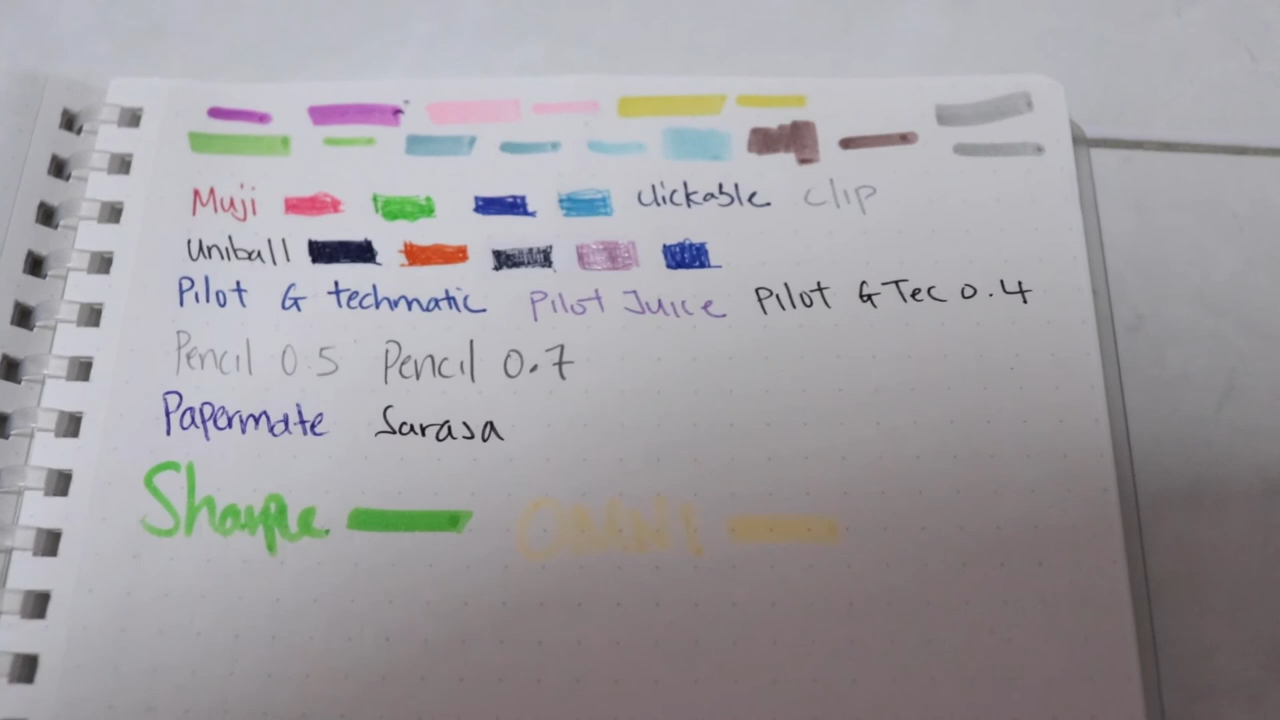 Muji clickable clip
Uniball
Pilot G techmatic Pilot Juice Pilot G Tec 0.4
Pencil 0.5 Pencil 0.7
Papermate Sarasa
Sharpie